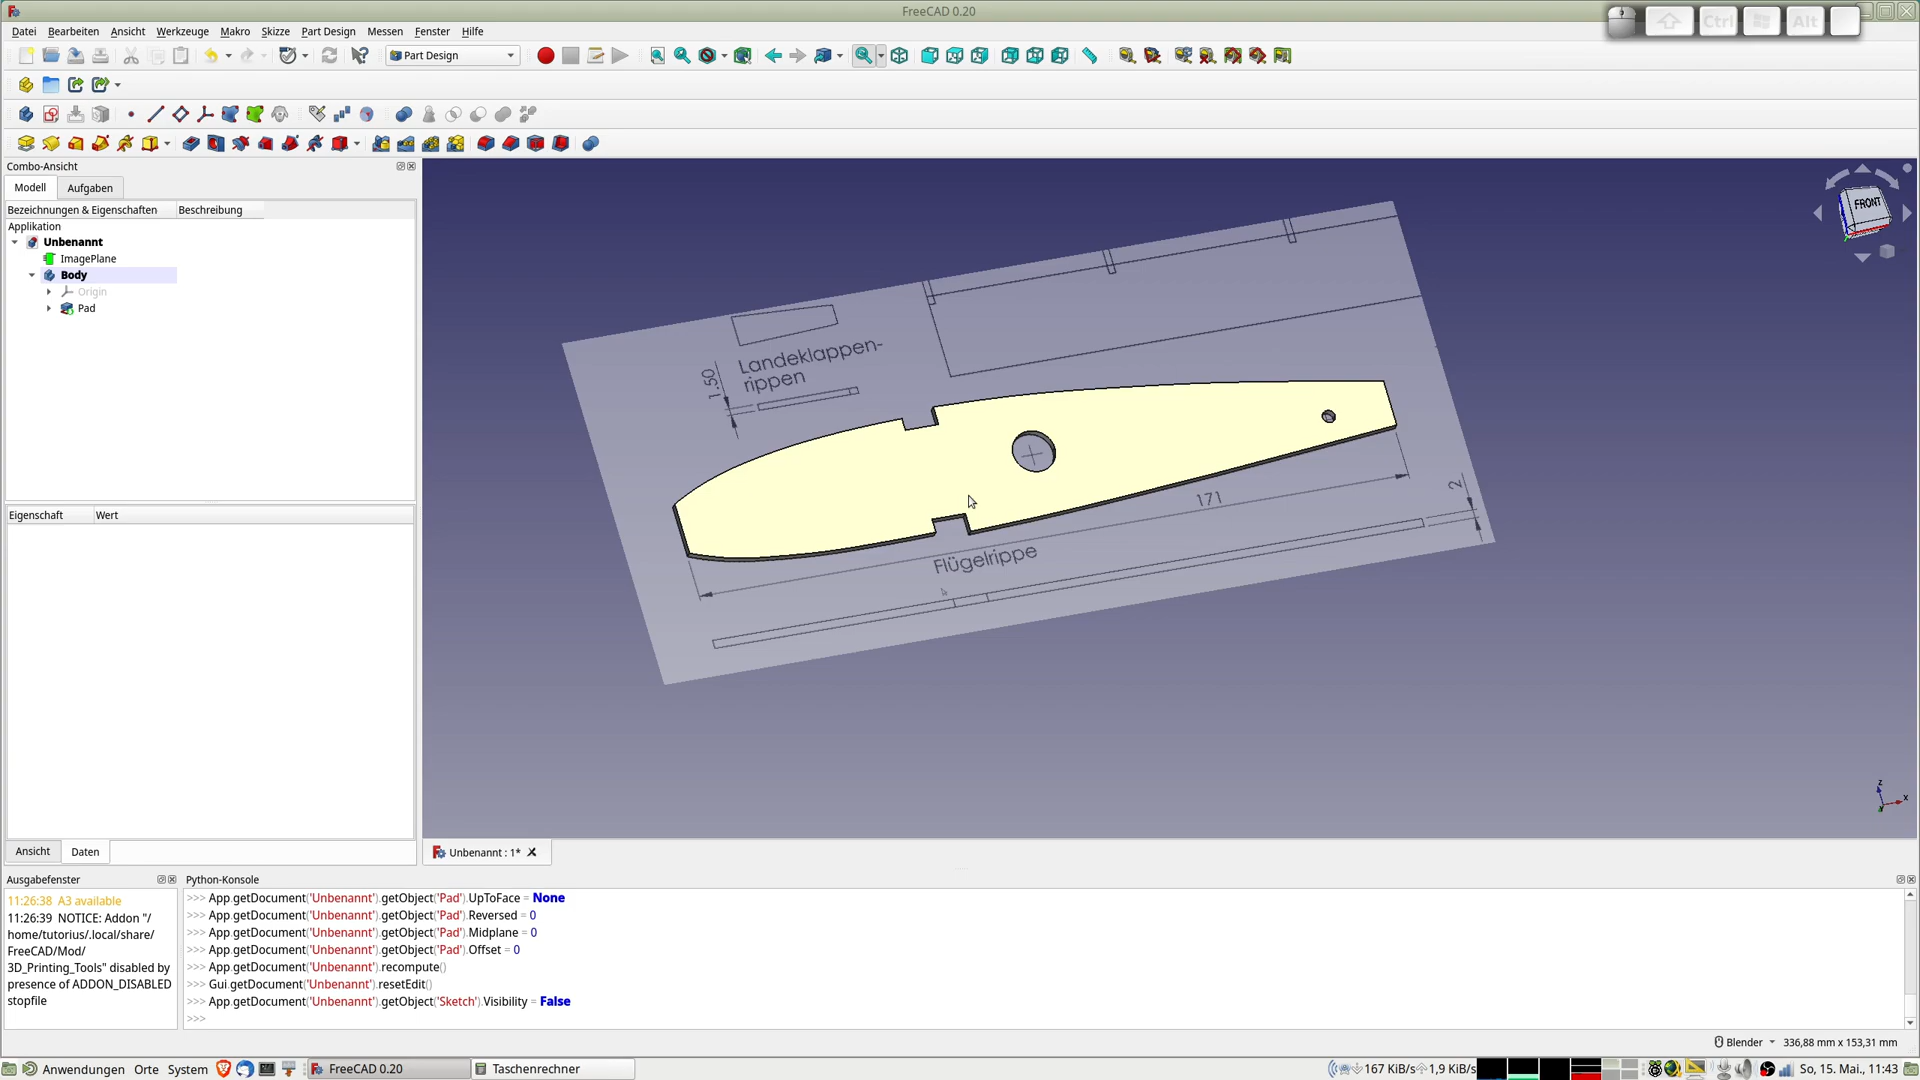 FreeCAD 0.20
Ctrl
Alt
Datei Bearbeiten Ansicht Werkzeuge Makro Skizze Part Design Messen Fenster Hilfe
Part Design
Combo-Ansicht
Modell Aufgaben
Bezeichnungen & Eigenschaften Beschreibung
Applikation
Unbenannt
ImagePlane
Body
Origin
Pad
Eigenschaft Wert
Ansicht Daten
FRONT
Landeklappen-
rippen
1.50
171
2
Flügelrippe
z
x
Unbenannt : 1*
Ausgabefenster
11:26:38 A3 available
11:26:39 NOTICE: Addon "/
home/tutorius/.local/share/
FreeCAD/Mod/
3D_Printing_Tools" disabled by
presence of ADDON_DISABLED
stopfile
Python-Konsole
>>> App.getDocument('Unbenannt').getObject('Pad').UpToFace = None
>>> App.getDocument('Unbenannt').getObject('Pad').Reversed = 0
>>> App.getDocument('Unbenannt').getObject('Pad').Midplane = 0
>>> App.getDocument('Unbenannt').getObject('Pad').Offset = 0
>>> App.getDocument('Unbenannt').recompute()
>>> Gui.getDocument('Unbenannt').resetEdit()
>>> App.getDocument('Unbenannt').getObject('Sketch').Visibility = False
>>>
Blender 336,88 mm x 153,31 mm
Anwendungen Orte System FreeCAD 0.20 Taschenrechner 167 KiB/s 1,9 KiB/s So, 15. Mai., 11:43